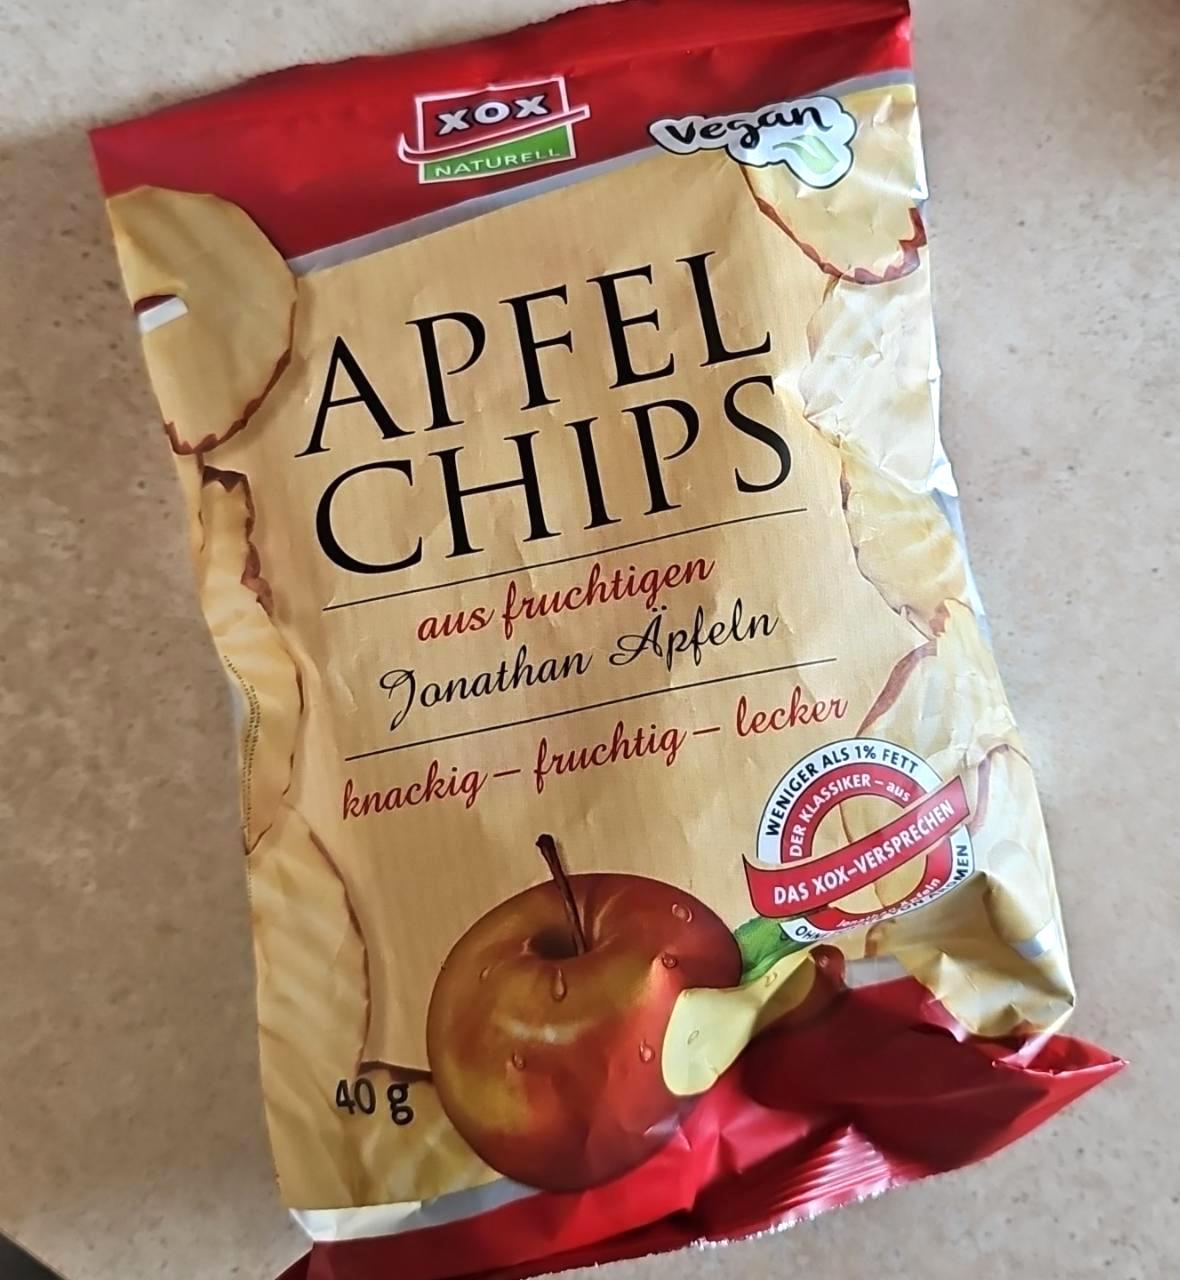 XOX
NATURELL
Vegan
APFEL
CHIPS
aus fruchtigen
Jonathan Äpfeln
knackig – fruchtig – lecker
WENIGER ALS 1% FETT
DER KLASSIKER – aus
DAS XOX-VERSPRECHEN
40 g